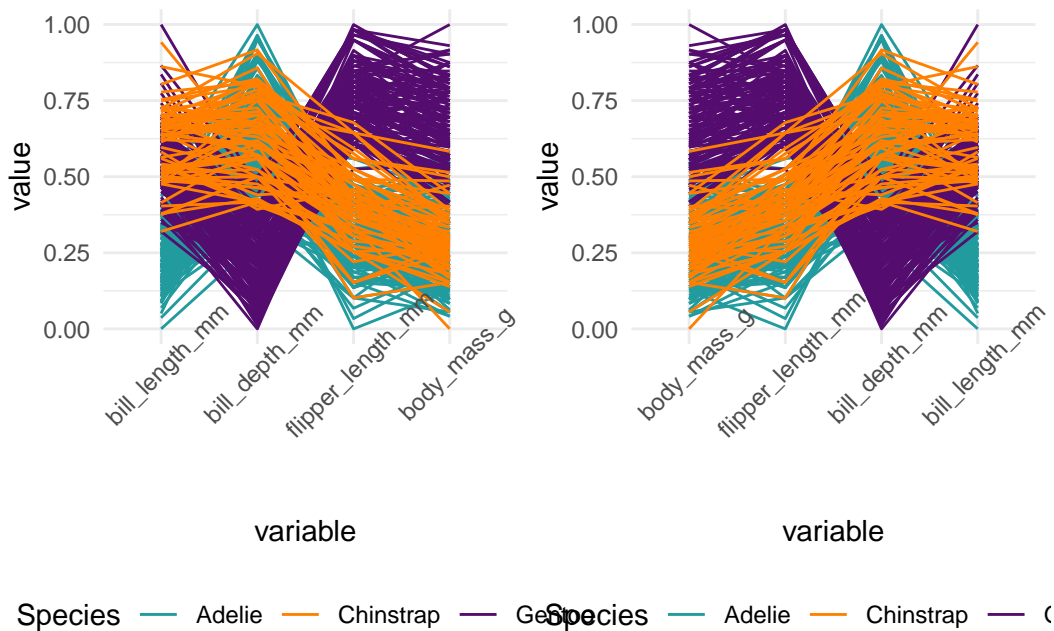 1.00
0.75
0.50
0.25
0.00
value
bill_length_mm
bill_depth_mm
flipper_length_mm
body_mass_g
variable
Species Adelie Chinstrap Gentoo
1.00
0.75
0.50
0.25
0.00
value
body_mass_g
flipper_length_mm
bill_depth_mm
bill_length_mm
variable
Species Adelie Chinstrap G